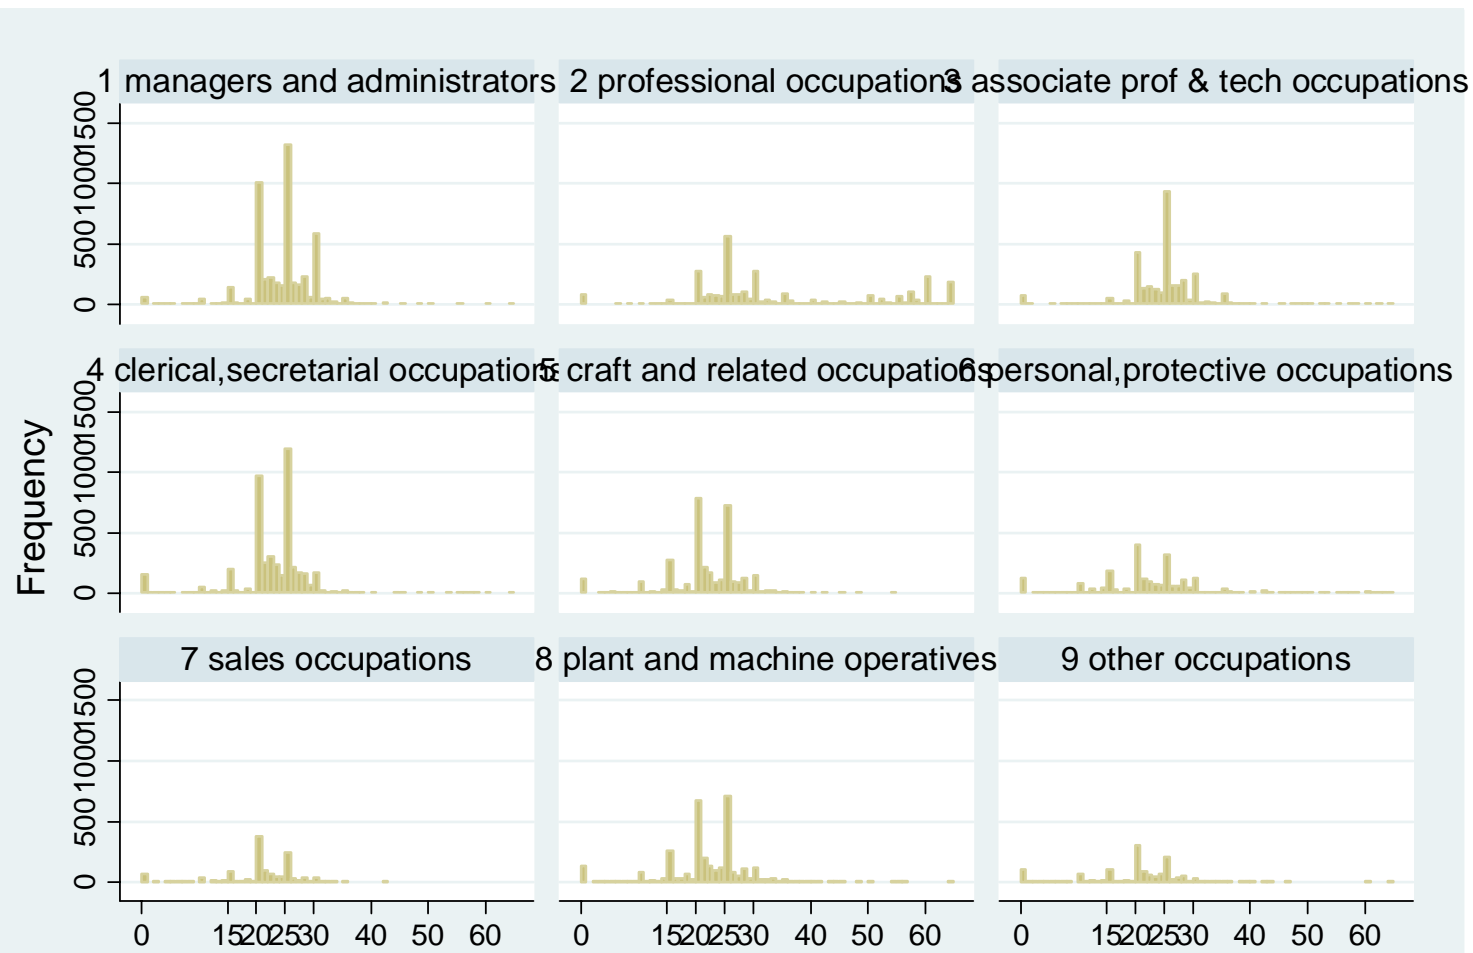 1 managers and administrators
2 professional occupations
3 associate prof & tech occupations
1500
1000
500
0
4 clerical,secretarial occupations
5 craft and related occupations
6 personal,protective occupations
1500
1000
500
0
Frequency
7 sales occupations
8 plant and machine operatives
9 other occupations
1500
1000
500
0
0 15 20 25 30 40 50 60
0 15 20 25 30 40 50 60
0 15 20 25 30 40 50 60